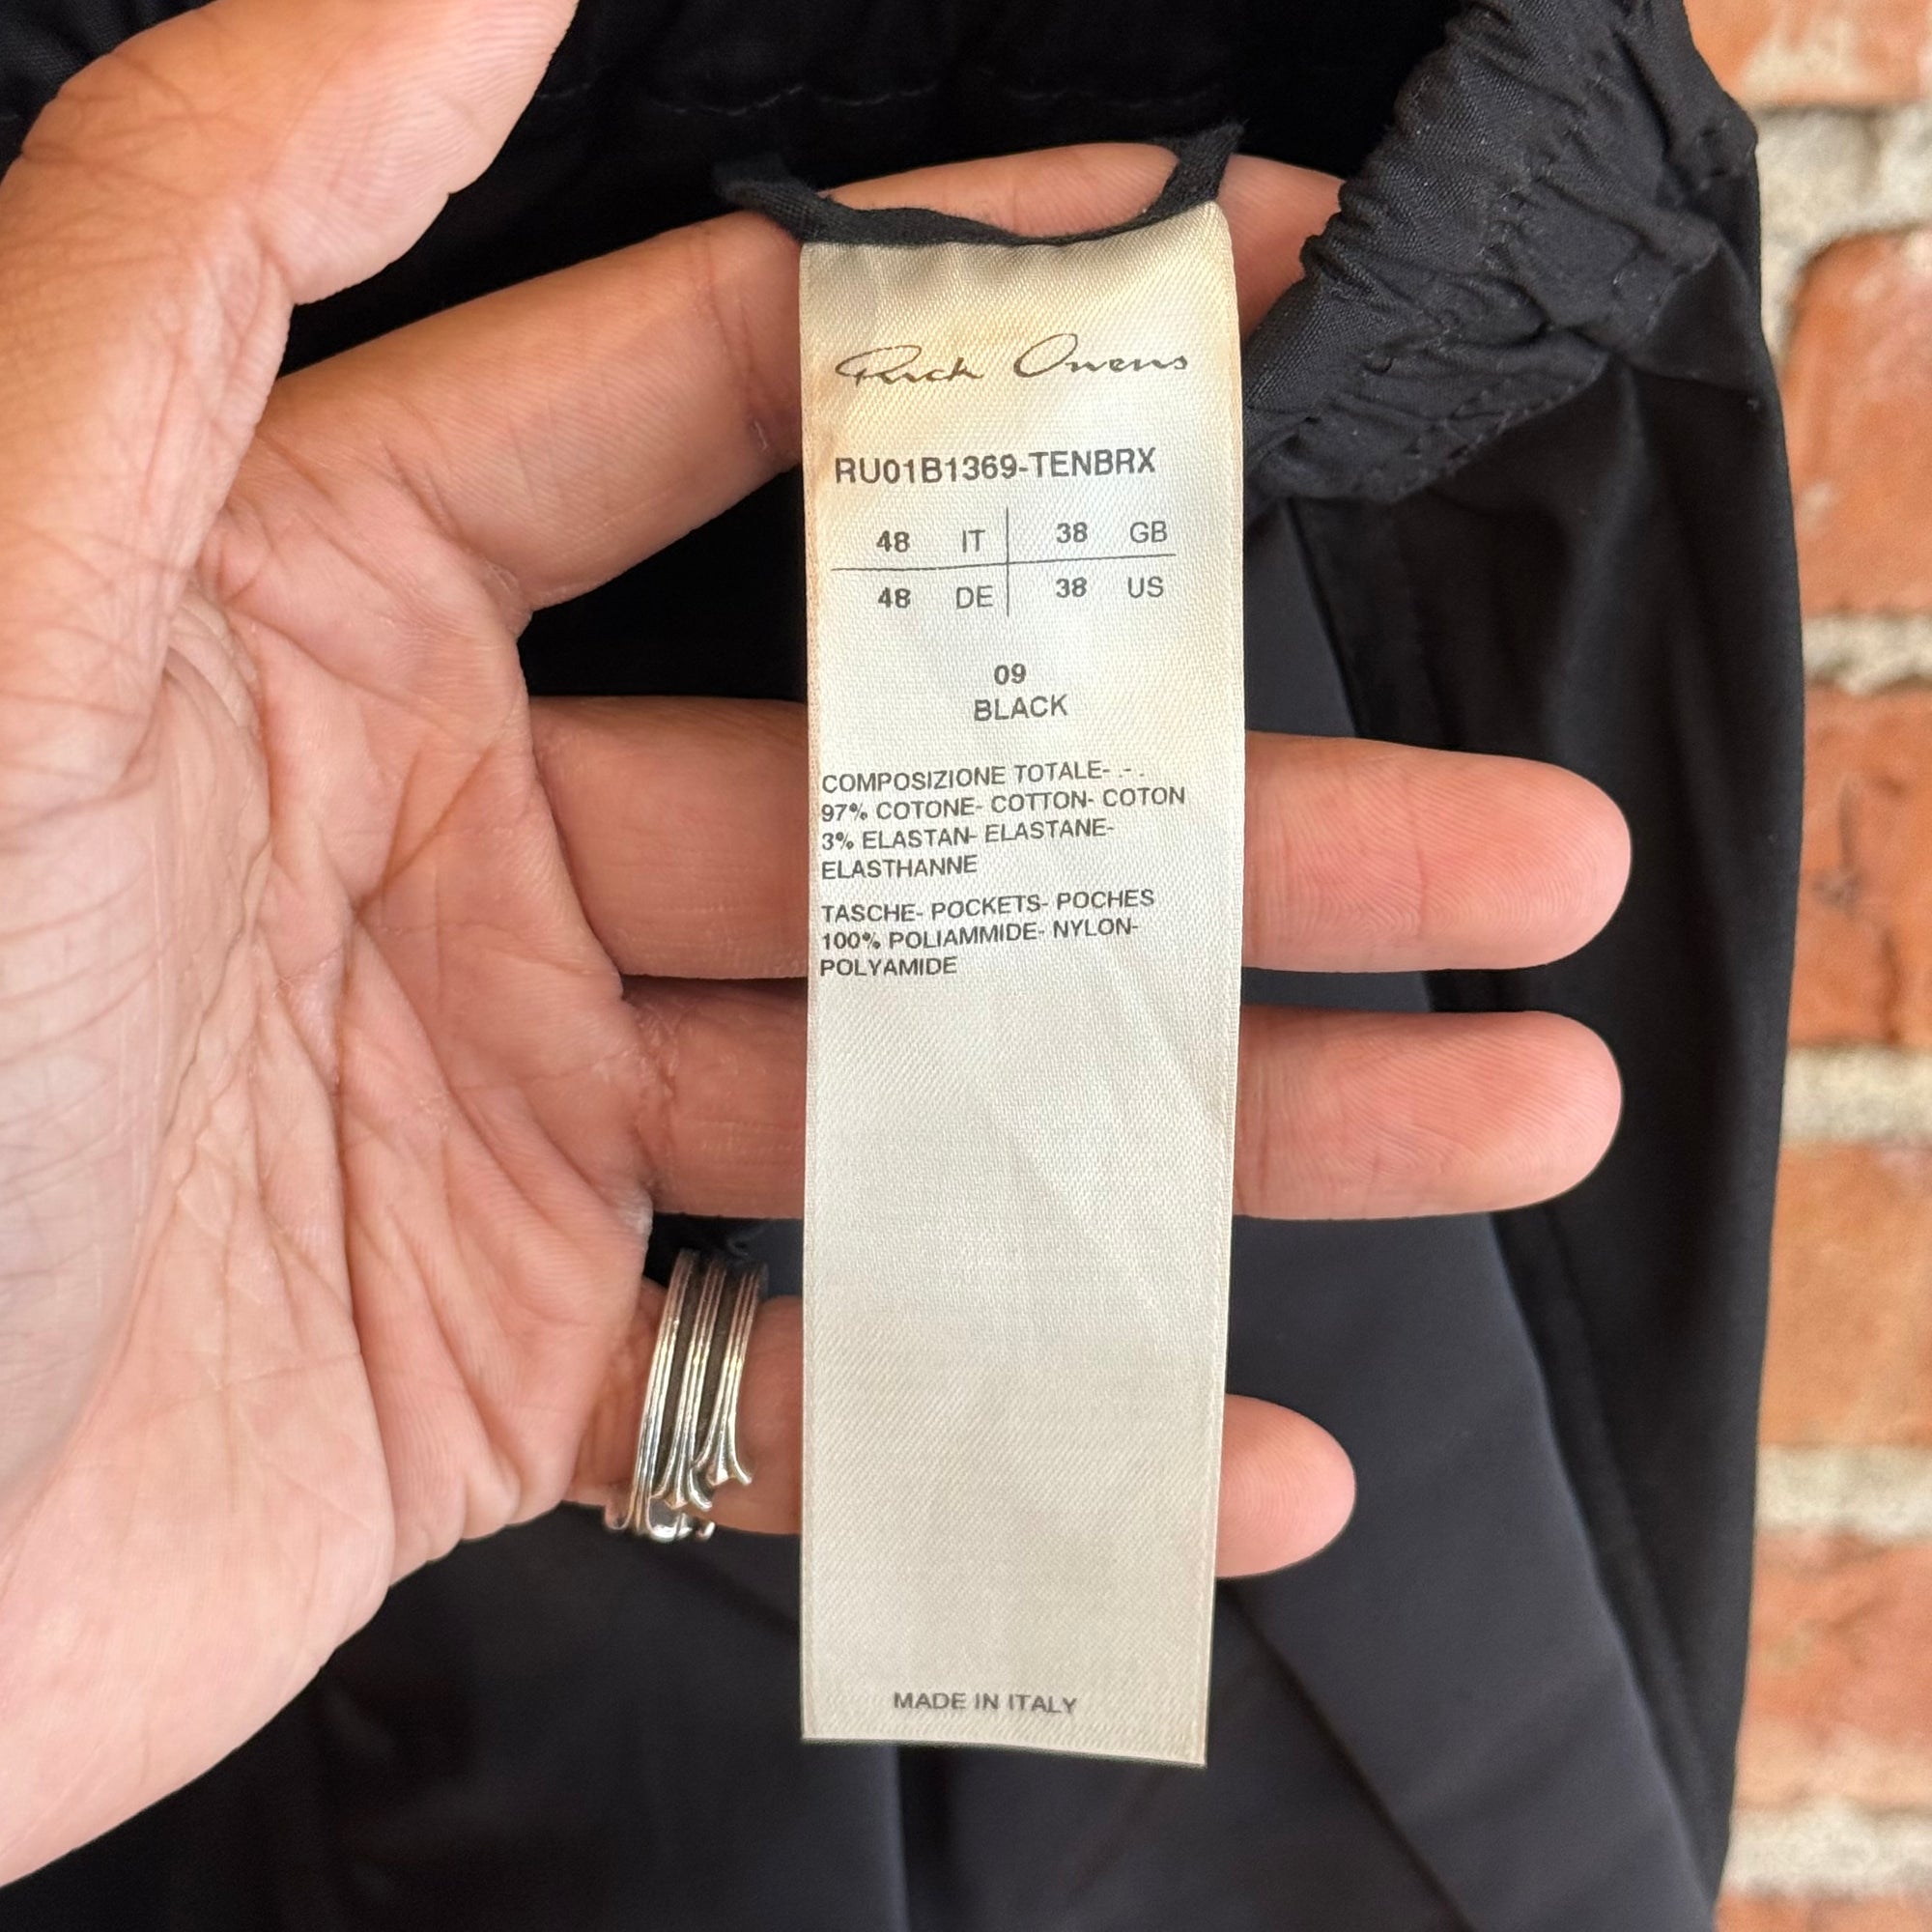 Rick Owens
RU01B1369-TENBRX
48 IT 38 GB
48 DE 38 US
09
BLACK
COMPOSIZIONE TOTALE- .- .
97% COTONE- COTTON- COTON
3% ELASTAN- ELASTANE-
ELASTHANNE
TASCHE- POCKETS- POCHES
100% POLIAMMIDE- NYLON-
POLYAMIDE
MADE IN ITALY